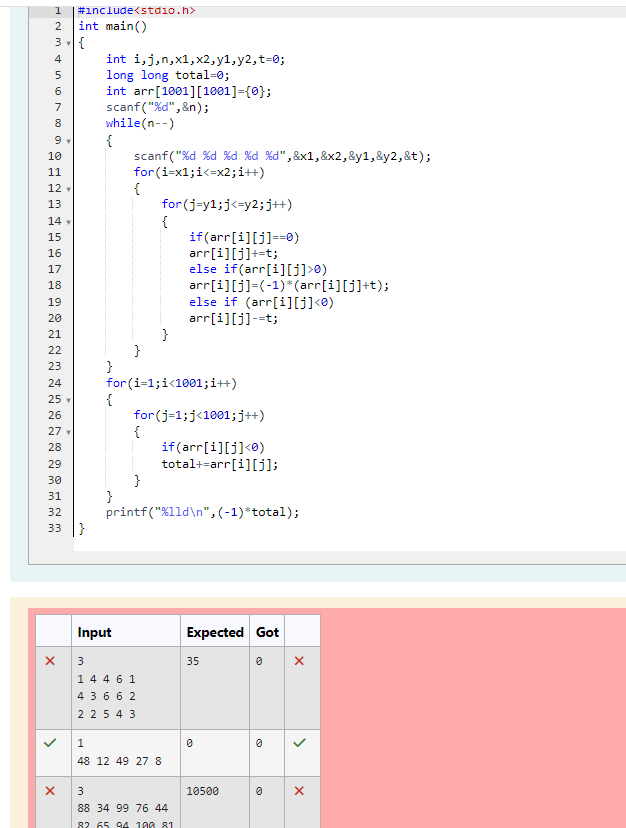 1 #include<stdio.h>
2 int main()
3 {
4 int i,j,n,x1,x2,y1,y2,t=0;
5 long long total=0;
6 int arr[1001][1001]={0};
7 scanf("%d",&n);
8 while(n--)
9 {
10 scanf("%d %d %d %d %d",&x1,&x2,&y1,&y2,&t);
11 for(i=x1;i<=x2;i++)
12 {
13 for(j=y1;j<=y2;j++)
14 {
15 if(arr[i][j]==0)
16 arr[i][j]+=t;
17 else if(arr[i][j]>0)
18 arr[i][j]=(-1)*(arr[i][j]+t);
19 else if (arr[i][j]<0)
20 arr[i][j]-=t;
21 }
22 }
23 }
24 for(i=1;i<1001;i++)
25 {
26 for(j=1;j<1001;j++)
27 {
28 if(arr[i][j]<0)
29 total+=arr[i][j];
30 }
31 }
32 printf("%lld\n",(-1)*total);
33 }
Input Expected Got
3 35 0
1 4 4 6 1
4 3 6 6 2
2 2 5 4 3
1 0 0
48 12 49 27 8
3 10500 0
88 34 99 76 44
82 65 94 100 81